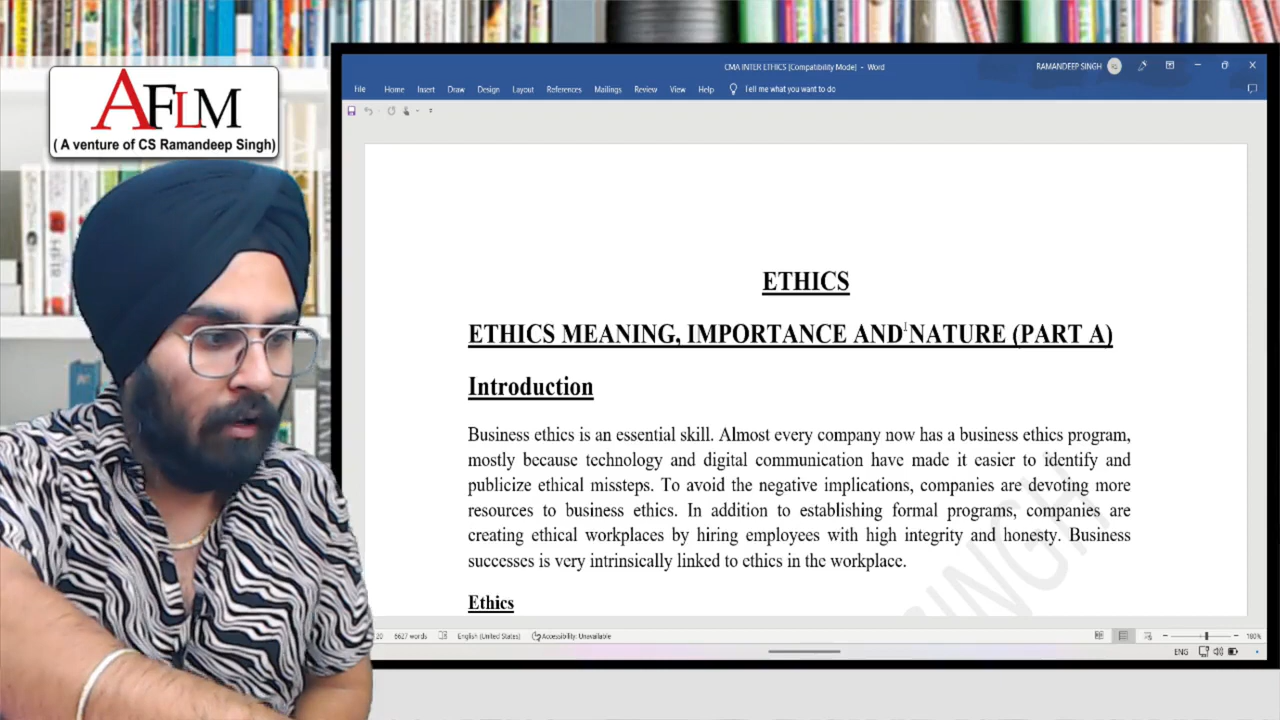 AFLM
( A venture of CS Ramandeep Singh)
CMA INTER ETHICS [Compatibility Mode] - Word
RAMANDEEP SINGH
File Home Insert Draw Design Layout References Mailings Review View Help Tell me what you want to do
ETHICS
ETHICS MEANING, IMPORTANCE AND NATURE (PART A)
Introduction
Business ethics is an essential skill. Almost every company now has a business ethics program,
mostly because technology and digital communication have made it easier to identify and
publicize ethical missteps. To avoid the negative implications, companies are devoting more
resources to business ethics. In addition to establishing formal programs, companies are
creating ethical workplaces by hiring employees with high integrity and honesty. Business
successes is very intrinsically linked to ethics in the workplace.
Ethics
20 6627 words English (United States) Accessibility: Unavailable 180%
ENG